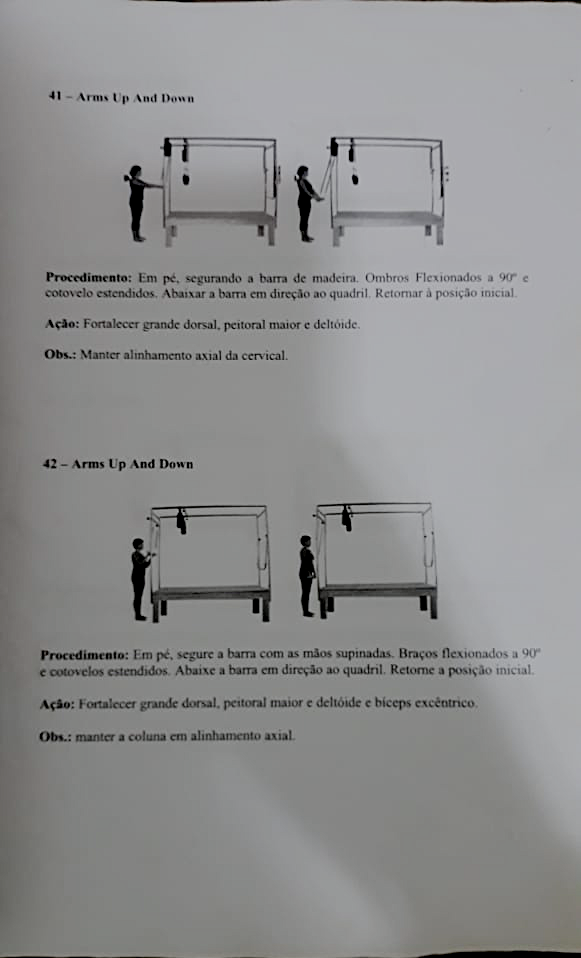 41 – Arms Up And Down
Procedimento: Em pé, segurando a barra de madeira. Ombros Flexionados a 90º e
cotovelo estendidos. Abaixar a barra em direção ao quadril. Retornar à posição inicial.
Ação: Fortalecer grande dorsal, peitoral maior e deltóide.
Obs.: Manter alinhamento axial da cervical.
42 – Arms Up And Down
Procedimento: Em pé, segure a barra com as mãos supinadas. Braços flexionados a 90º
e cotovelos estendidos. Abaixe a barra em direção ao quadril. Retorne a posição inicial.
Ação: Fortalecer grande dorsal, peitoral maior e deltóide e bíceps excêntrico.
Obs.: manter a coluna em alinhamento axial.